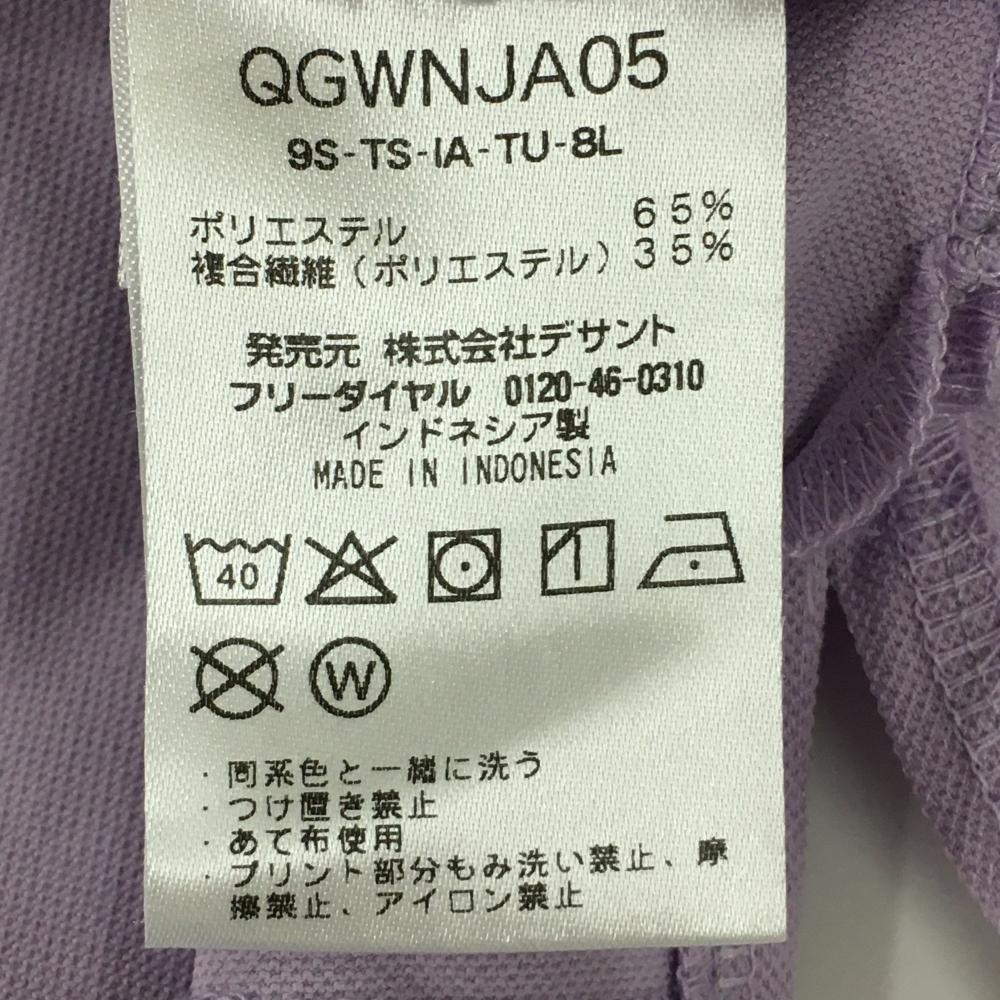 QGWNJA05
9S-TS-IA-TU-8L
ポリエステル 65%
複合繊維（ポリエステル）35%
発売元 株式会社デサント
フリーダイヤル 0120-46-0310
インドネシア製
MADE IN INDONESIA
40
W
・同系色と一緒に洗う
・つけ置き禁止
・あて布使用
・プリント部分もみ洗い禁止、摩
擦禁止、アイロン禁止